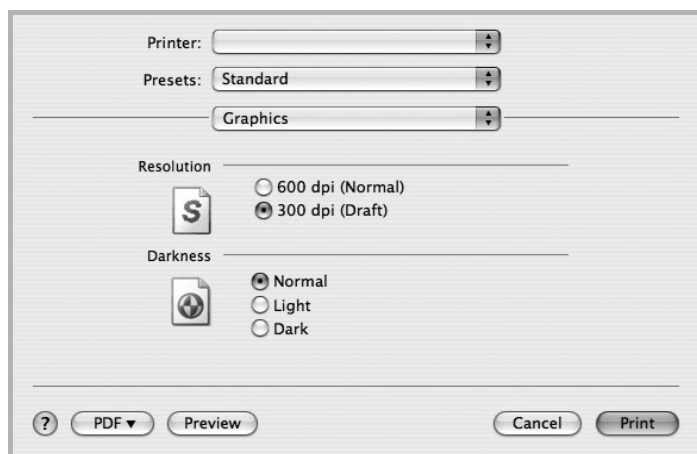 Printer:
Presets: Standard
Graphics
Resolution
600 dpi (Normal)
S
300 dpi (Draft)
Darkness
Normal
Light
Dark
? PDF▼ Preview Cancel Print